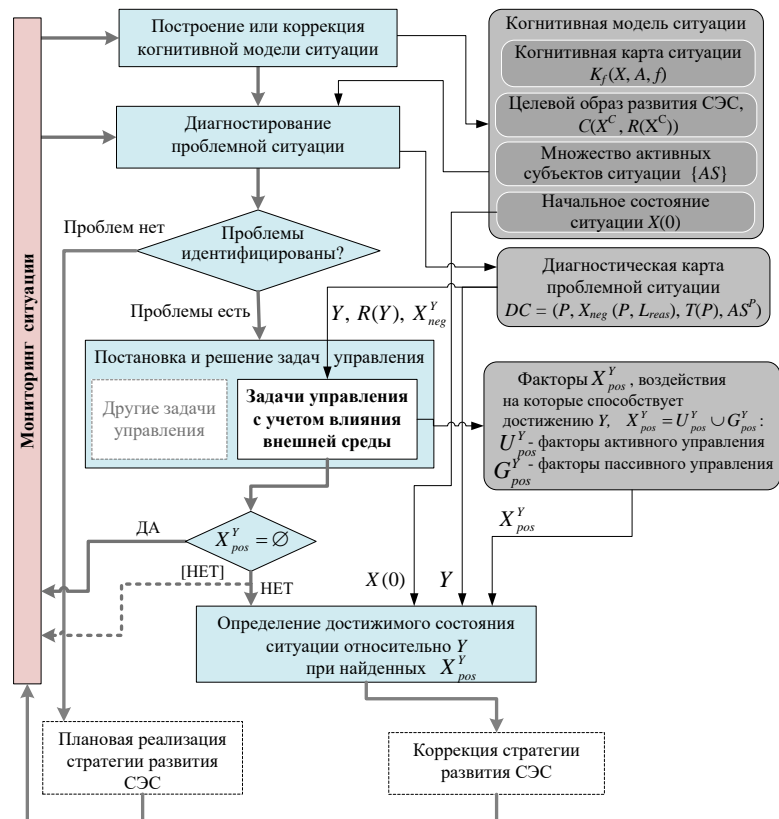 Мониторинг ситуации
Построение или коррекция
когнитивной модели ситуации
Когнитивная модель ситуации
Когнитивная карта ситуации
K_f(X, A, f)
Целевой образ развития СЭС,
C(X^C, R(X^C))
Множество активных
субъектов ситуации {AS}
Начальное состояние
ситуации X(0)
Диагностирование
проблемной ситуации
Проблем нет
Проблемы
идентифицированы?
Проблемы есть
Диагностическая карта
проблемной ситуации
DC = (P, X_neg (P, L_reas), T(P), AS^P)
Y, R(Y), X^Y_neg
Постановка и решение задач управления
Другие задачи
управления
Задачи управления
с учетом влияния
внешней среды
Факторы X^Y_pos, воздействия
на которые способствует
достижению Y, X^Y_pos = U^Y_pos ∪ G^Y_pos:
U^Y_pos - факторы активного управления
G^Y_pos - факторы пассивного управления
X^Y_pos
ДА
X^Y_pos = ∅
[НЕТ]
НЕТ
X(0)
Y
Определение достижимого состояния
ситуации относительно Y
при найденных X^Y_pos
Плановая реализация
стратегии развития
СЭС
Коррекция стратегии
развития СЭС